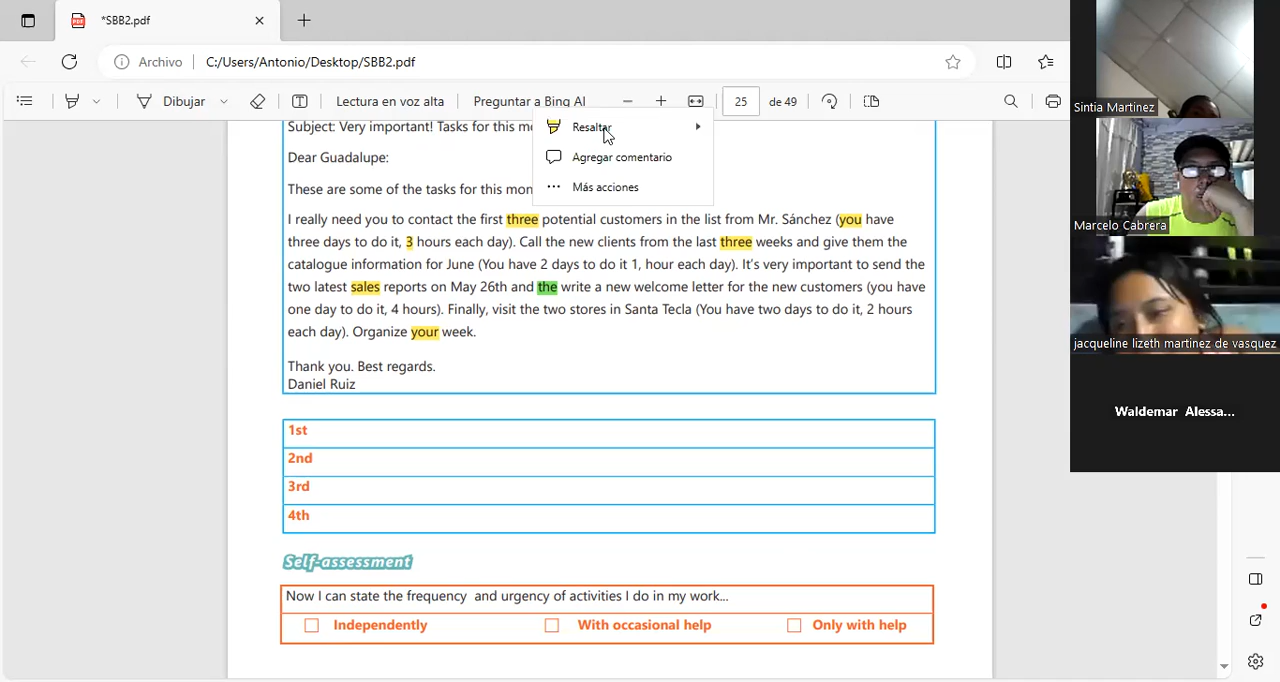 *SBB2.pdf
Archivo C:/Users/Antonio/Desktop/SBB2.pdf
Dibujar Lectura en voz alta Preguntar a Bing AI 25 de 49
Resaltar
Agregar comentario
Más acciones
Subject: Very important! Tasks for this mo
Dear Guadalupe:
These are some of the tasks for this mon
I really need you to contact the first three potential customers in the list from Mr. Sánchez (you have
three days to do it, 3 hours each day). Call the new clients from the last three weeks and give them the
catalogue information for June (You have 2 days to do it 1, hour each day). It's very important to send the
two latest sales reports on May 26th and the write a new welcome letter for the new customers (you have
one day to do it, 4 hours). Finally, visit the two stores in Santa Tecla (You have two days to do it, 2 hours
each day). Organize your week.
Thank you. Best regards.
Daniel Ruiz
1st
2nd
3rd
4th
Self-assessment
Now I can state the frequency and urgency of activities I do in my work...
Independently With occasional help Only with help
Sintia Martinez
Marcelo Cabrera
jacqueline lizeth martinez de vasquez
Waldemar Alessa...